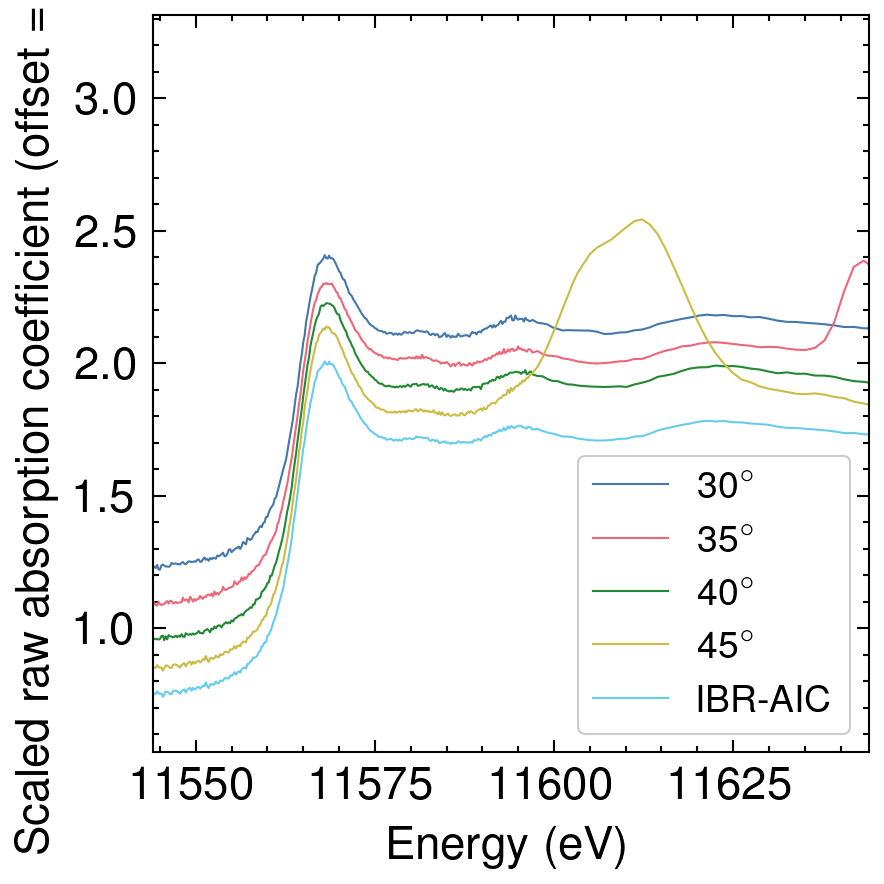 Scaled raw absorption coefficient (offset =
3.0
2.5
2.0
1.5
1.0
11550 11575 11600 11625
Energy (eV)
30°
35°
40°
45°
IBR-AIC